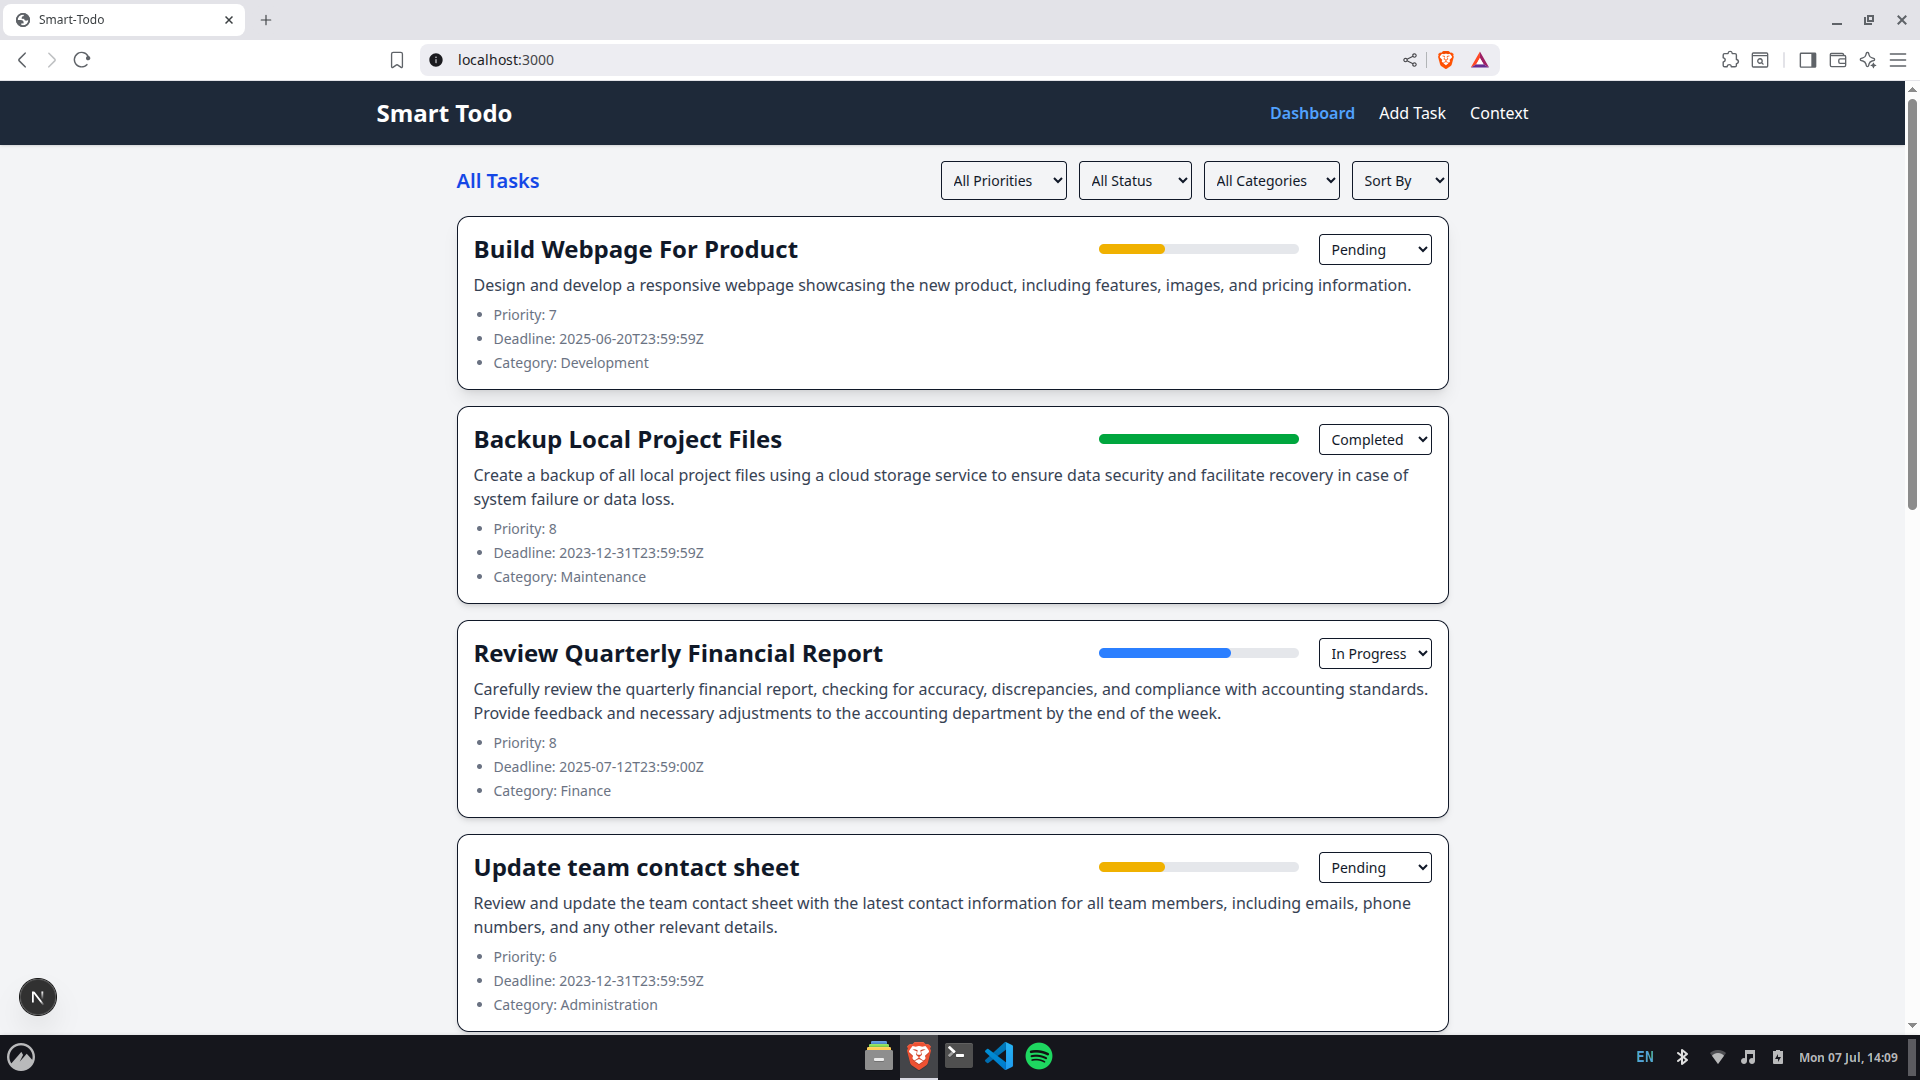 Smart-Todo
localhost:3000
Smart Todo
Dashboard
Add Task
Context
All Tasks
All Priorities
All Status
All Categories
Sort By
Build Webpage For Product
Pending
Design and develop a responsive webpage showcasing the new product, including features, images, and pricing information.
Priority: 7
Deadline: 2025-06-20T23:59:59Z
Category: Development
Backup Local Project Files
Completed
Create a backup of all local project files using a cloud storage service to ensure data security and facilitate recovery in case of
system failure or data loss.
Priority: 8
Deadline: 2023-12-31T23:59:59Z
Category: Maintenance
Review Quarterly Financial Report
In Progress
Carefully review the quarterly financial report, checking for accuracy, discrepancies, and compliance with accounting standards.
Provide feedback and necessary adjustments to the accounting department by the end of the week.
Priority: 8
Deadline: 2025-07-12T23:59:00Z
Category: Finance
Update team contact sheet
Pending
Review and update the team contact sheet with the latest contact information for all team members, including emails, phone
numbers, and any other relevant details.
Priority: 6
Deadline: 2023-12-31T23:59:59Z
Category: Administration
N
EN
Mon 07 Jul, 14:09